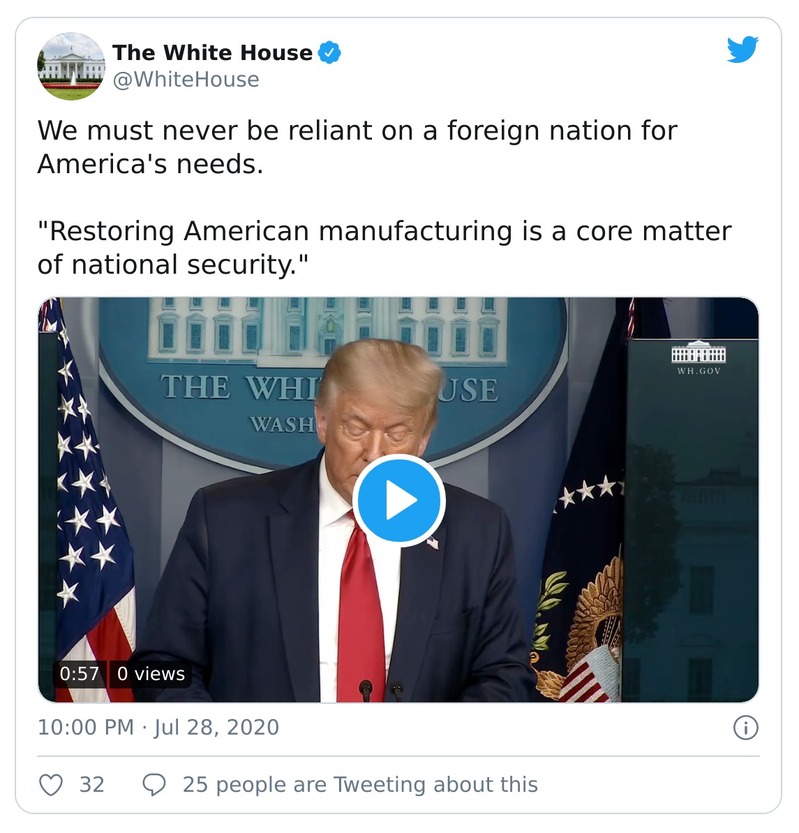 The White House
@WhiteHouse
We must never be reliant on a foreign nation for
America's needs.
"Restoring American manufacturing is a core matter
of national security."
THE WHI USE
WASH
WH.GOV
0:57 0 views
10:00 PM · Jul 28, 2020
32 25 people are Tweeting about this